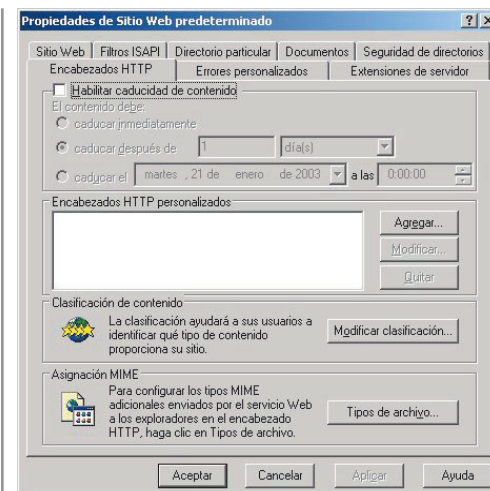 Propiedades de Sitio Web predeterminado
Sitio Web Filtros ISAPI Directorio particular Documentos Seguridad de directorios
Encabezados HTTP Errores personalizados Extensiones de servidor
Habilitar caducidad de contenido
El contenido debe:
caducar inmediatamente
caducar después de 1 día(s)
caducar el martes , 21 de enero de 2003 a las 0:00:00
Encabezados HTTP personalizados
Agregar...
Modificar...
Quitar
Clasificación de contenido
La clasificación ayudará a sus usuarios a
identificar qué tipo de contenido
proporciona su sitio.
Modificar clasificación...
Asignación MIME
Para configurar los tipos MIME
adicionales enviados por el servicio Web
a los exploradores en el encabezado
HTTP, haga clic en Tipos de archivo.
Tipos de archivo...
Aceptar Cancelar Aplicar Ayuda